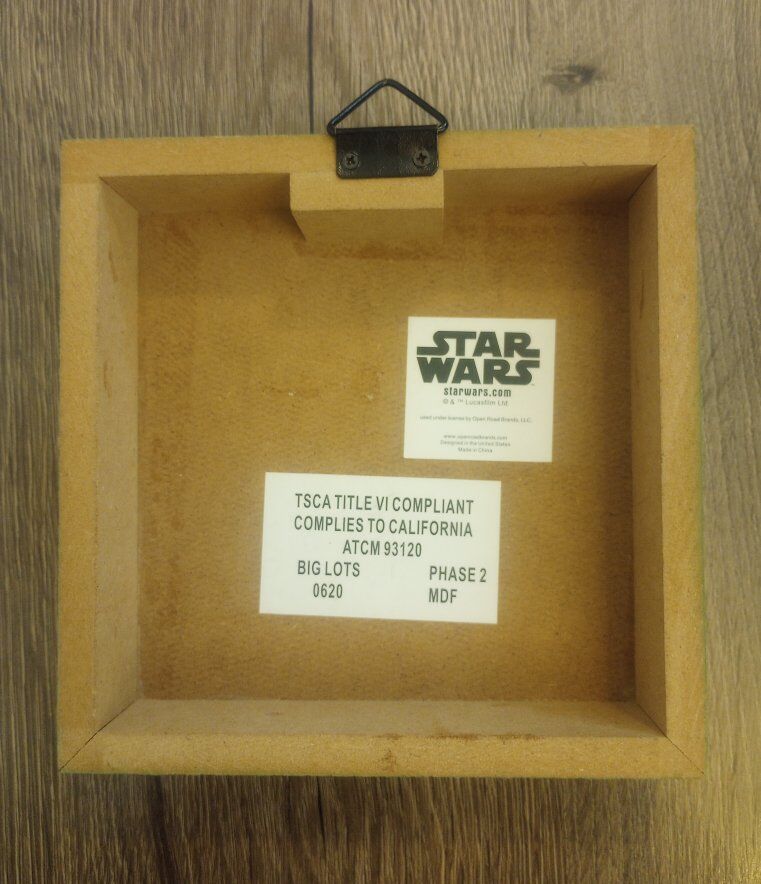 STAR
WARS
starwars.com
© & ™ Lucasfilm Ltd.
used under license by Open Road Brands, LLC.
www.openroadbrands.com
Designed in the United States
Made in China
TSCA TITLE VI COMPLIANT
COMPLIES TO CALIFORNIA
ATCM 93120
BIG LOTS PHASE 2
0620 MDF